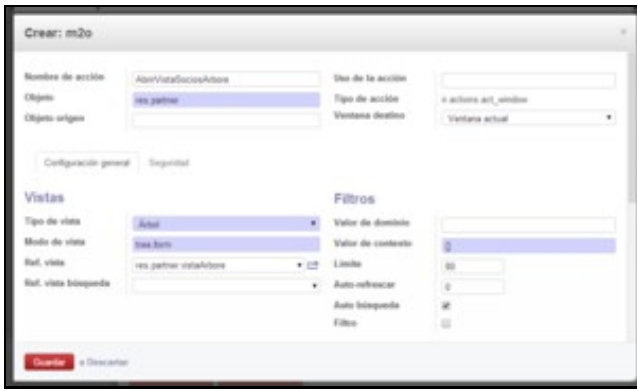 Crear: m2o
×
Nombre de acción AbrirVistaSociosArbore Uso de la acción
Objeto res.partner Tipo de acción ir.actions.act_window
Objeto origen Ventana destino Ventana actual
Configuración general Seguridad
Vistas Filtros
Tipo de vista Árbol Valor de dominio
Modo de vista tree,form Valor de contexto {}
Ref. vista res.partner.vistaArbore Límite 80
Ref. vista búsqueda Auto-refrescar 0
Auto búsqueda
Filtro
Guardar o Descartar